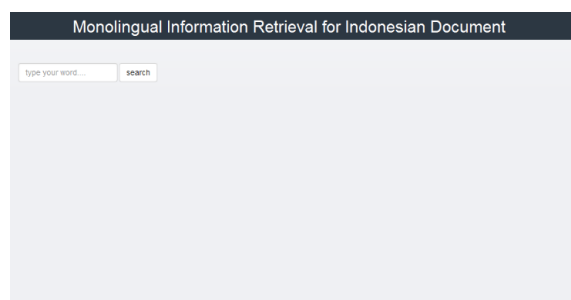 Monolingual Information Retrieval for Indonesian Document
type your word.... search